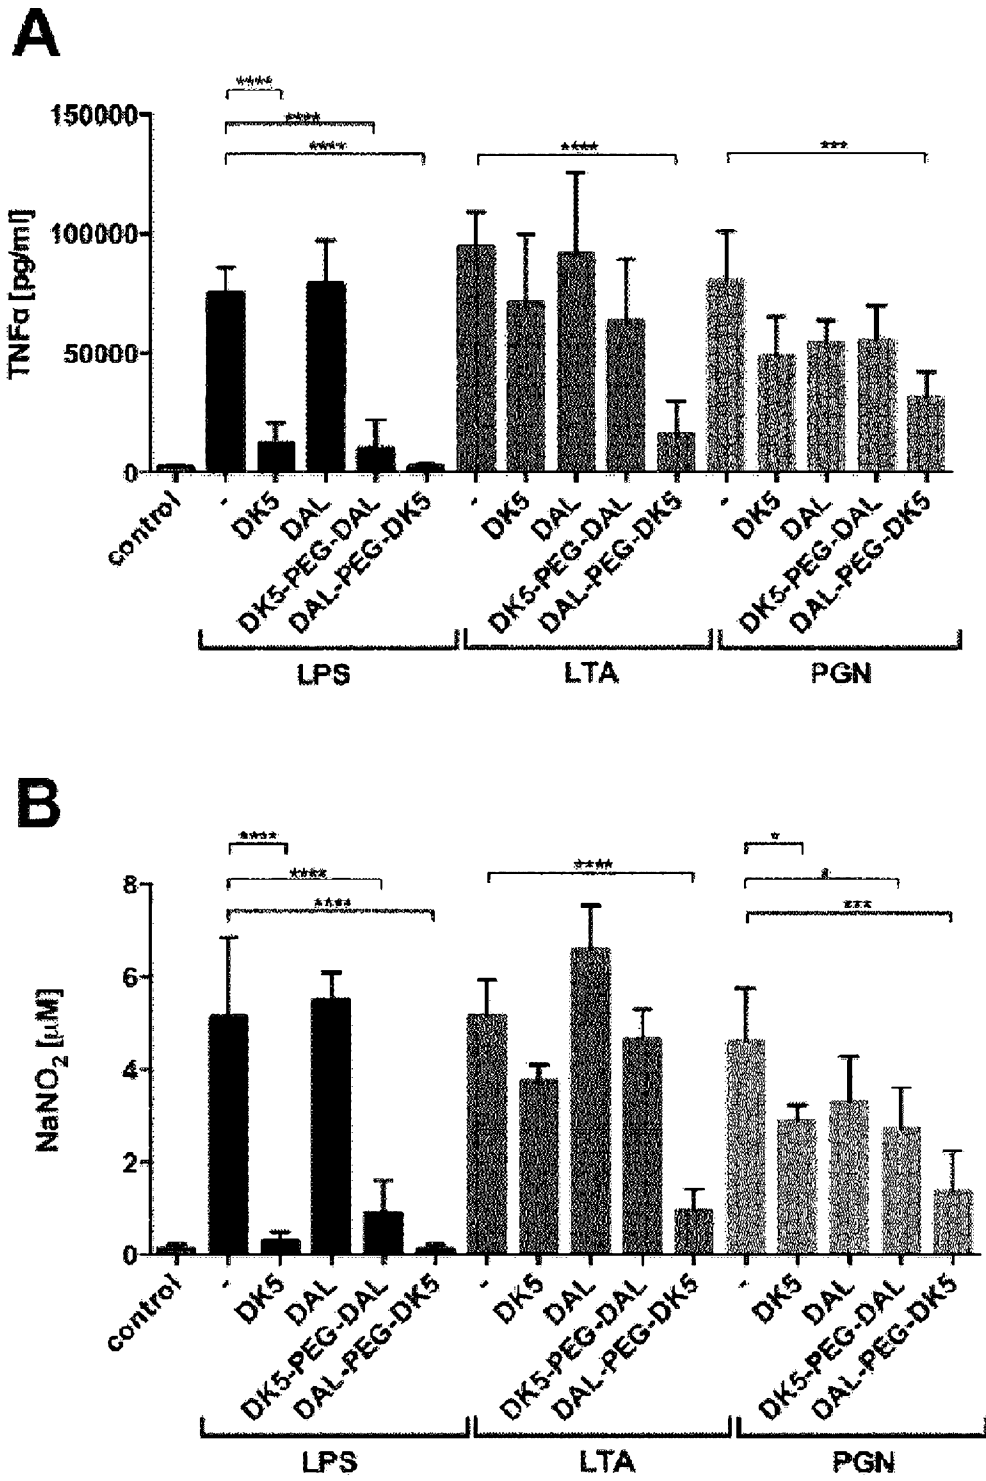 A
****
150000
****
****
****
***
100000
50000
0
TNFα [pg/ml]
control
-
DK5
DAL
DK5-PEG-DAL
DAL-PEG-DK5
-
DK5
DAL
DK5-PEG-DAL
DAL-PEG-DK5
-
DK5
DAL
DK5-PEG-DAL
DAL-PEG-DK5
LPS
LTA
PGN
B
****
*
****
****
*
8
****
***
6
4
2
0
NaNO2 [μM]
control
-
DK5
DAL
DK5-PEG-DAL
DAL-PEG-DK5
-
DK5
DAL
DK5-PEG-DAL
DAL-PEG-DK5
-
DK5
DAL
DK5-PEG-DAL
DAL-PEG-DK5
LPS
LTA
PGN